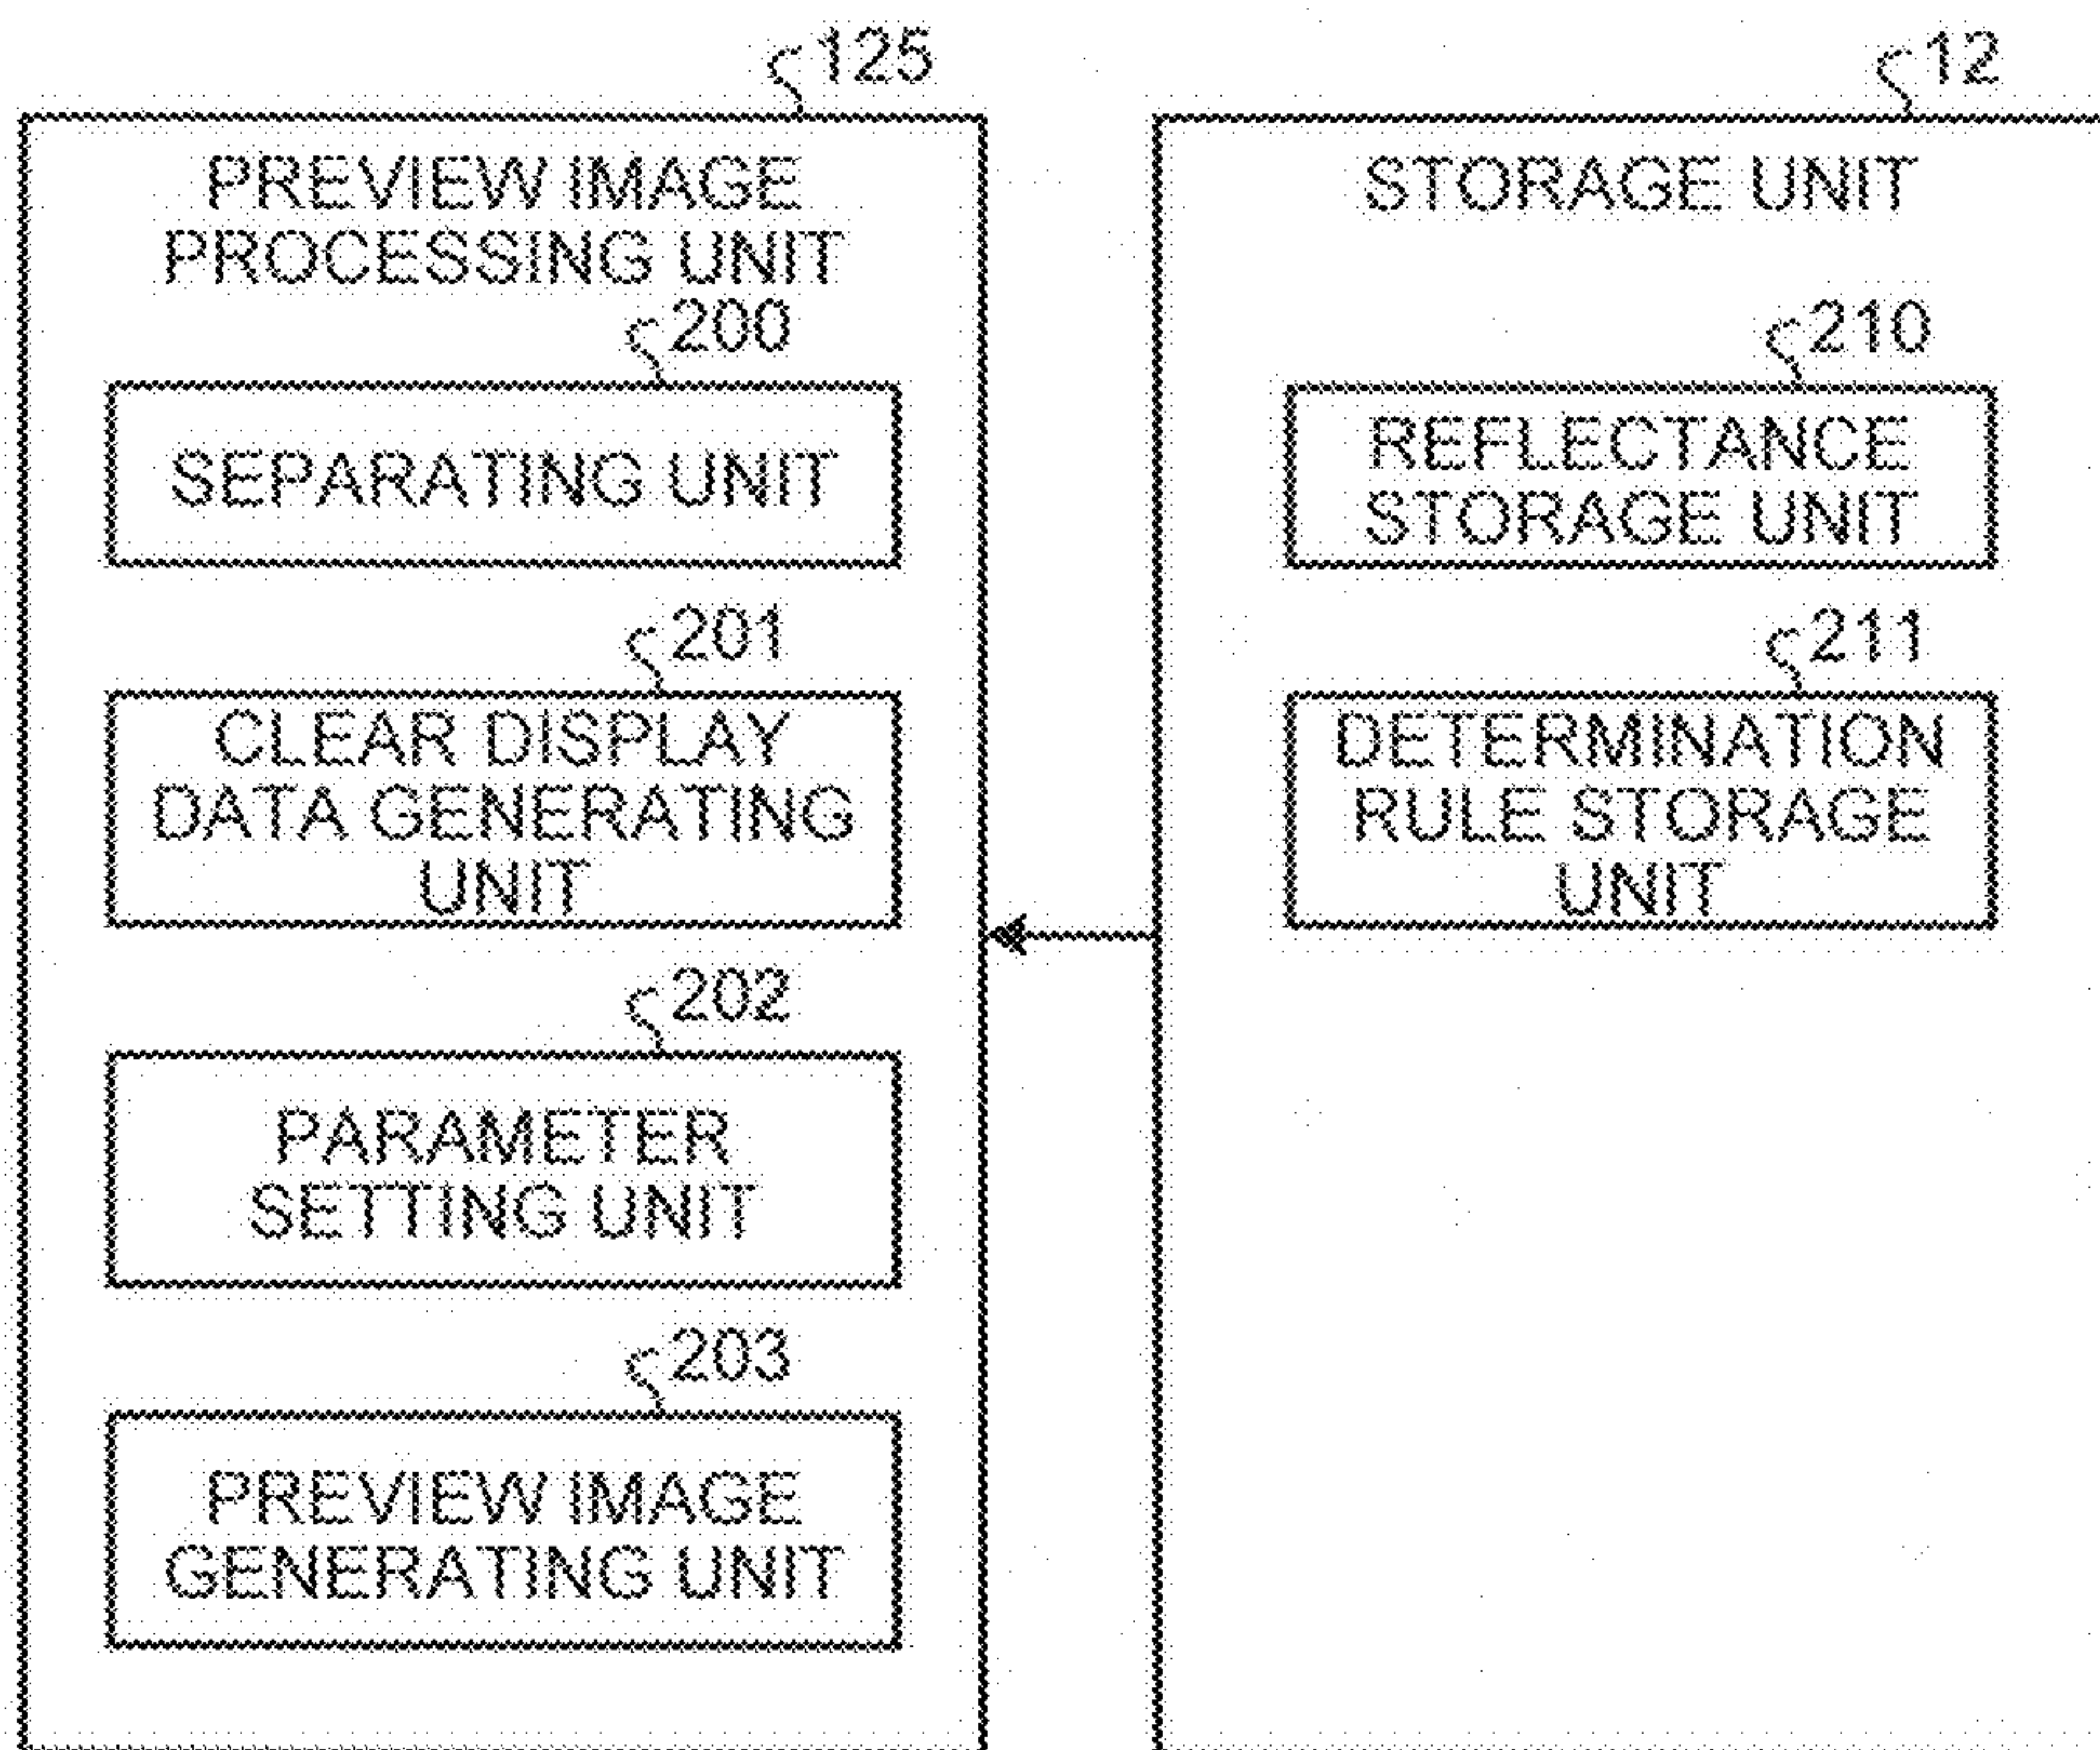 125
PREVIEW IMAGE
PROCESSING UNIT
200
SEPARATING UNIT
201
CLEAR DISPLAY
DATA GENERATING
UNIT
202
PARAMETER
SETTING UNIT
203
PREVIEW IMAGE
GENERATING UNIT
12
STORAGE UNIT
210
REFLECTANCE
STORAGE UNIT
211
DETERMINATION
RULE STORAGE
UNIT